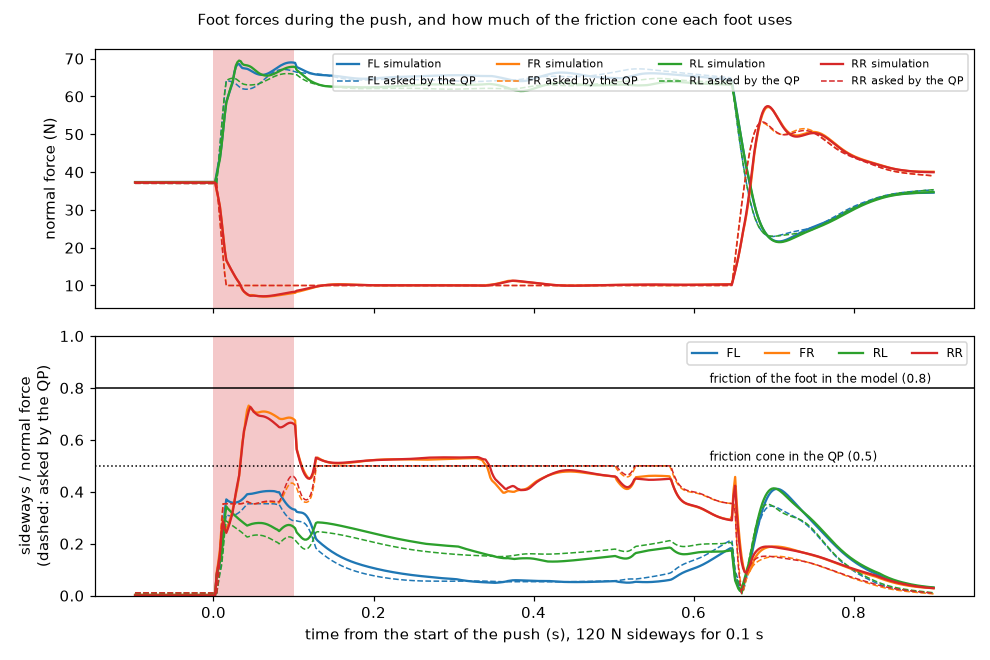 Foot forces during the push, and how much of the friction cone each foot uses
normal force (N)
70
60
50
40
30
20
10
FL simulation
FL asked by the QP
FR simulation
FR asked by the QP
RL simulation
RL asked by the QP
RR simulation
RR asked by the QP
sideways / normal force
(dashed: asked by the QP)
1.0
0.8
0.6
0.4
0.2
0.0
FL
FR
RL
RR
friction of the foot in the model (0.8)
friction cone in the QP (0.5)
0.0
0.2
0.4
0.6
0.8
time from the start of the push (s), 120 N sideways for 0.1 s